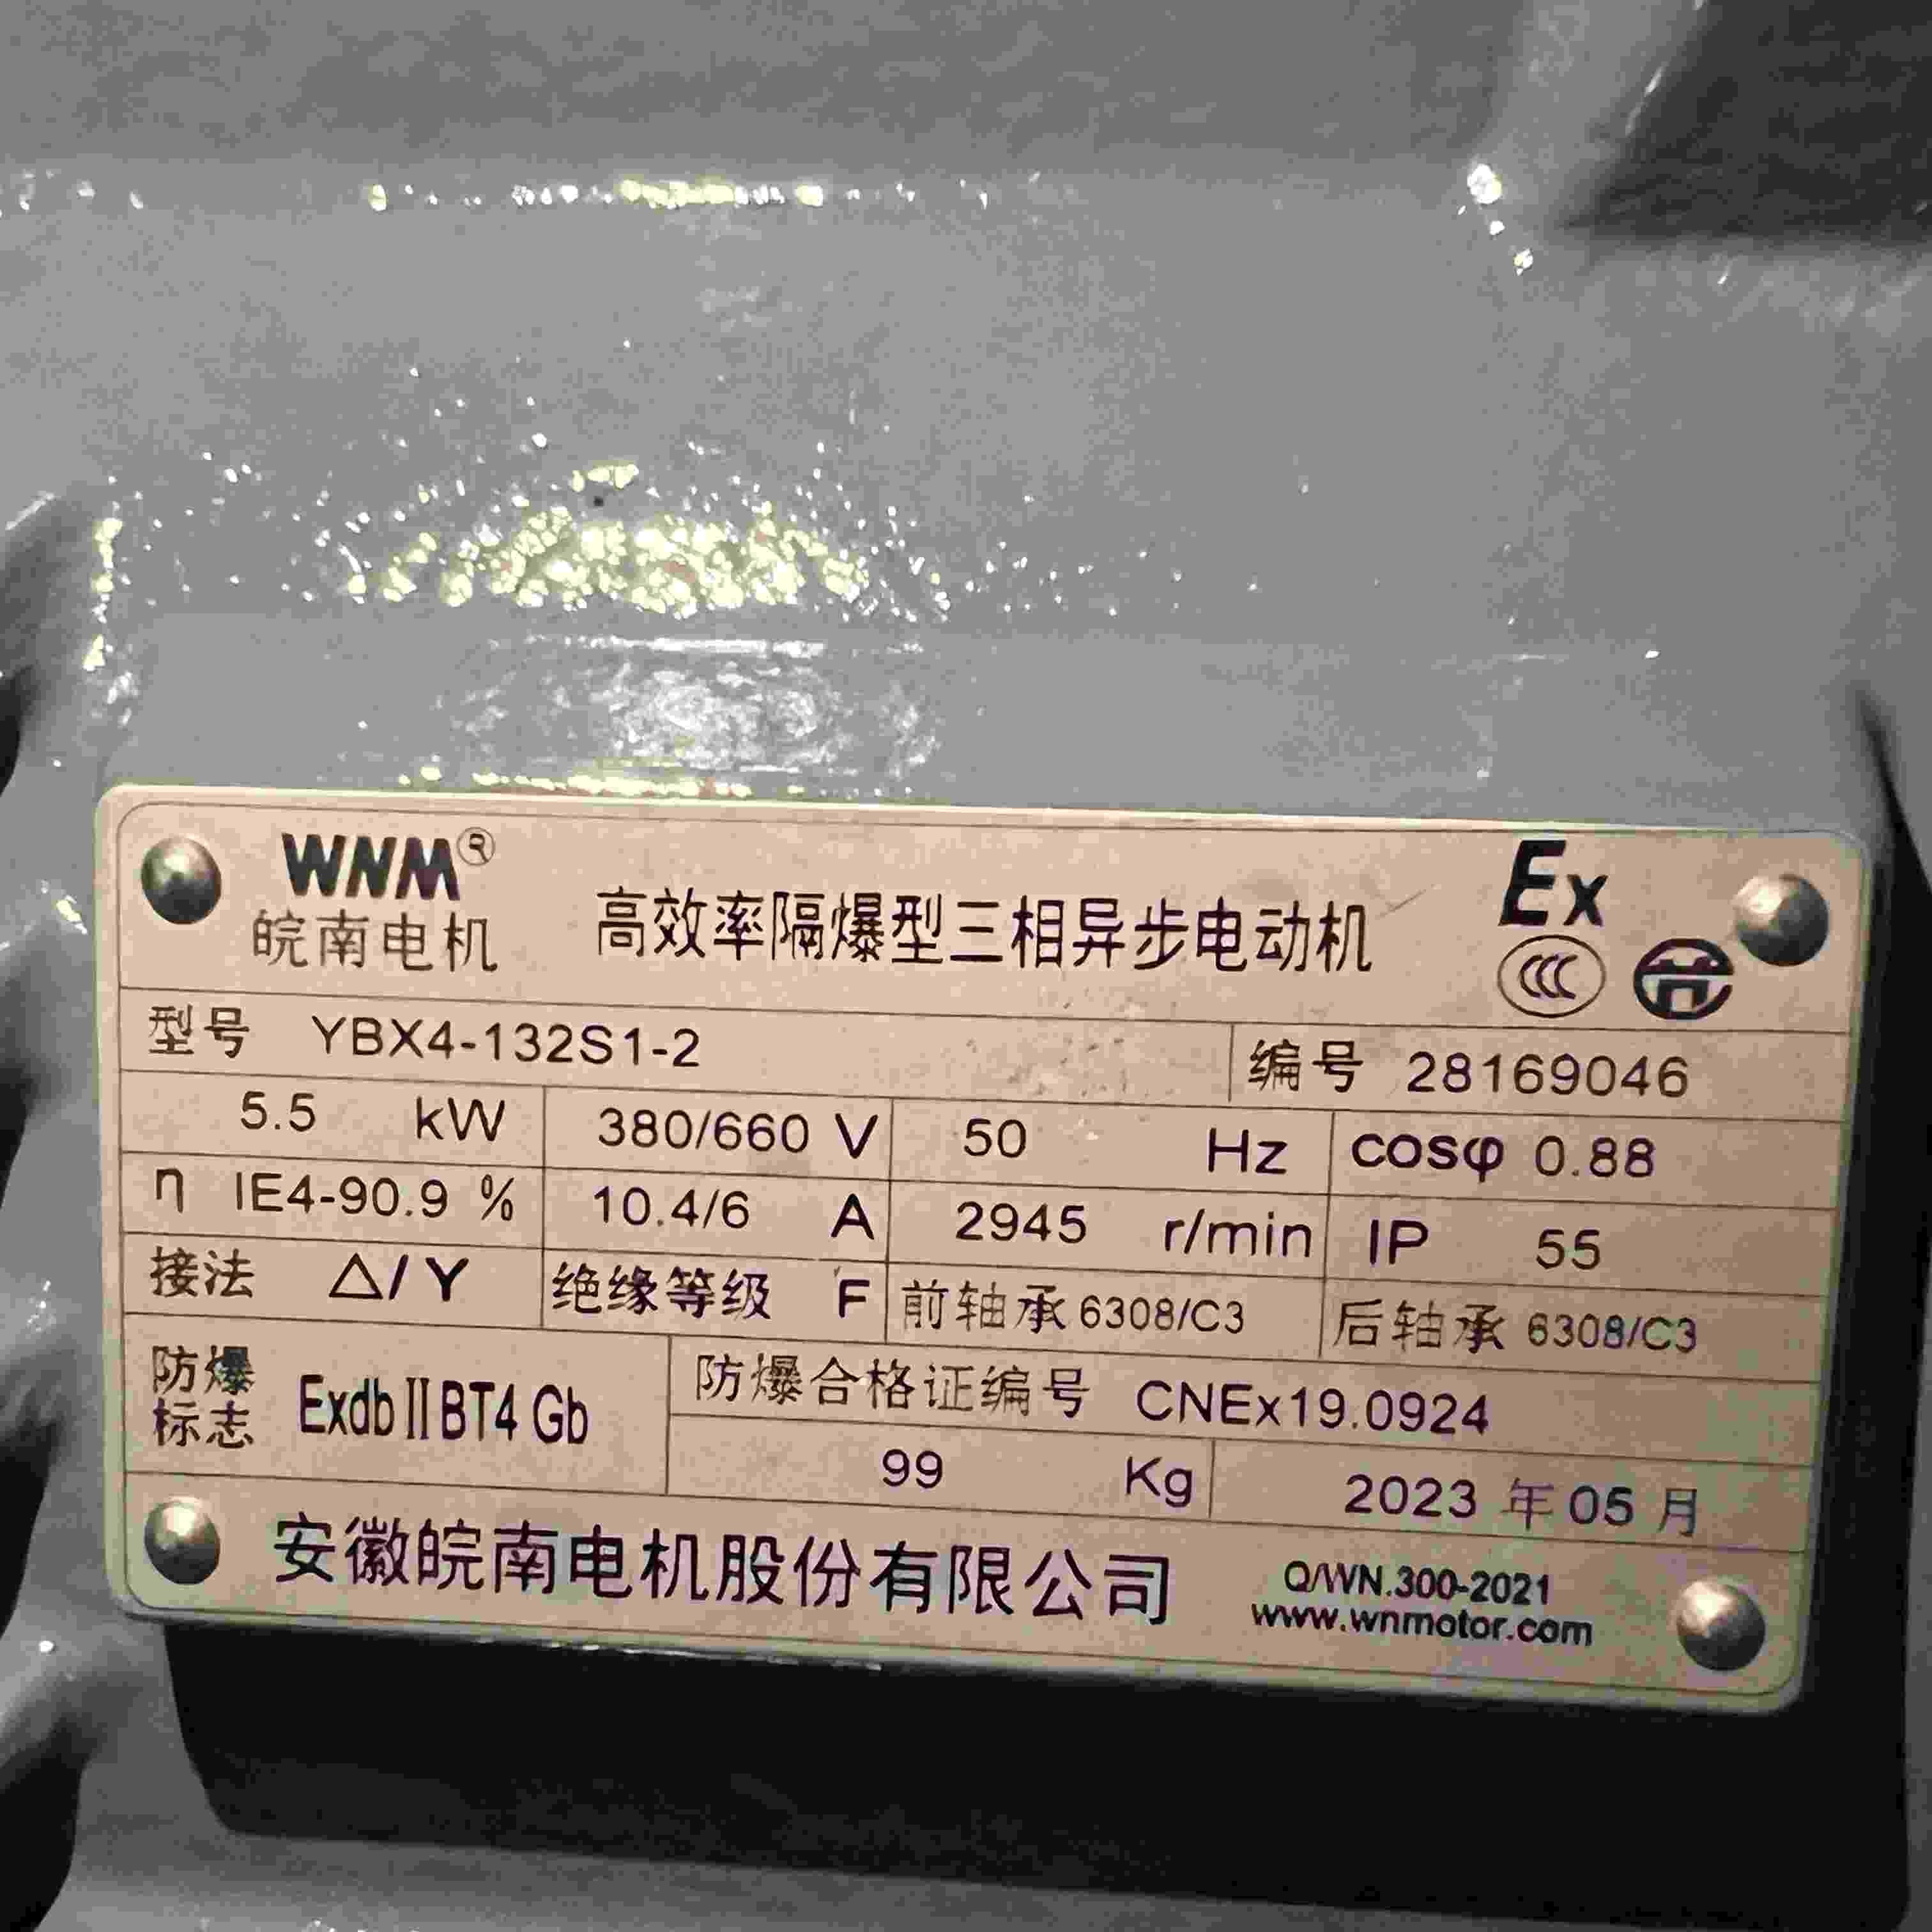 WNM®
皖南电机
高效率隔爆型三相异步电动机
Ex
CCC
型号 YBX4-132S1-2 编号 28169046
5.5 kW 380/660 V 50 Hz cosφ 0.88
η IE4-90.9 % 10.4/6 A 2945 r/min IP 55
接法 △/Y 绝缘等级 F 前轴承 6308/C3 后轴承 6308/C3
防爆标志 ExdbⅡBT4 Gb 防爆合格证编号 CNEx19.0924
99 Kg 2023 年 05 月
安徽皖南电机股份有限公司
Q/WN.300-2021
www.wnmotor.com